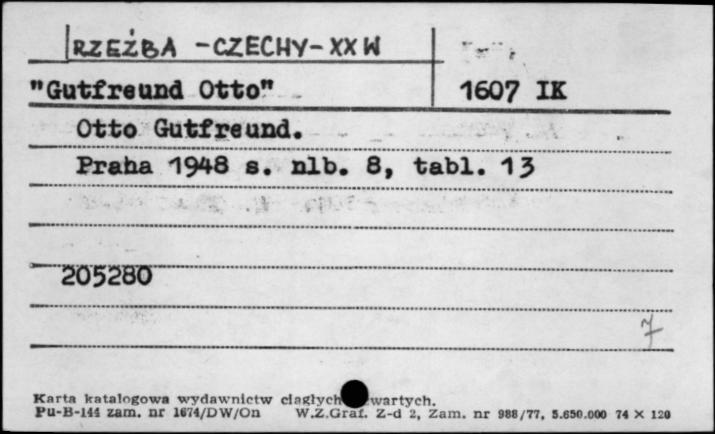 RZEŹBA - CZECHY - XX W
"Gutfreund Otto" 1607 IK
Otto Gutfreund.
Praha 1948 s. nlb. 8, tabl. 13
205280
7
Karta katalogowa wydawnictw ciągłych
Pu-B-144 zam. nr 1674/DW/On W.Z.Graf. Z-d 2, Zam. nr 988/77, 5.650.000 74 × 120